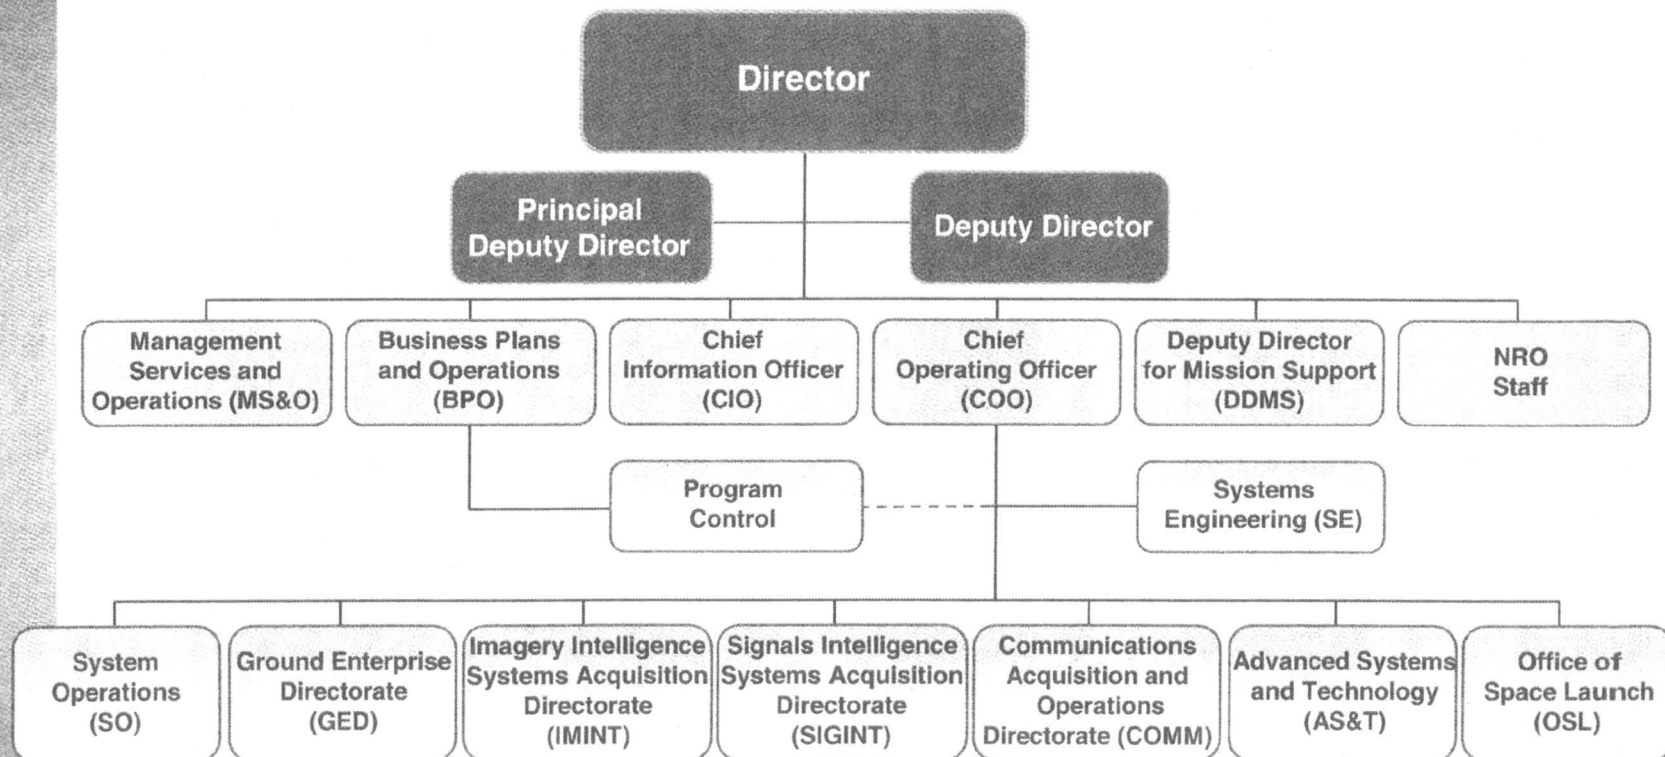 Director
Principal
Deputy Director
Deputy Director
Management
Services and
Operations (MS&O)
Business Plans
and Operations
(BPO)
Chief
Information Officer
(CIO)
Chief
Operating Officer
(COO)
Deputy Director
for Mission Support
(DDMS)
NRO
Staff
Program
Control
Systems
Engineering (SE)
System
Operations
(SO)
Ground Enterprise
Directorate
(GED)
Imagery Intelligence
Systems Acquisition
Directorate
(IMINT)
Signals Intelligence
Systems Acquisition
Directorate
(SIGINT)
Communications
Acquisition and
Operations
Directorate (COMM)
Advanced Systems
and Technology
(AS&T)
Office of
Space Launch
(OSL)